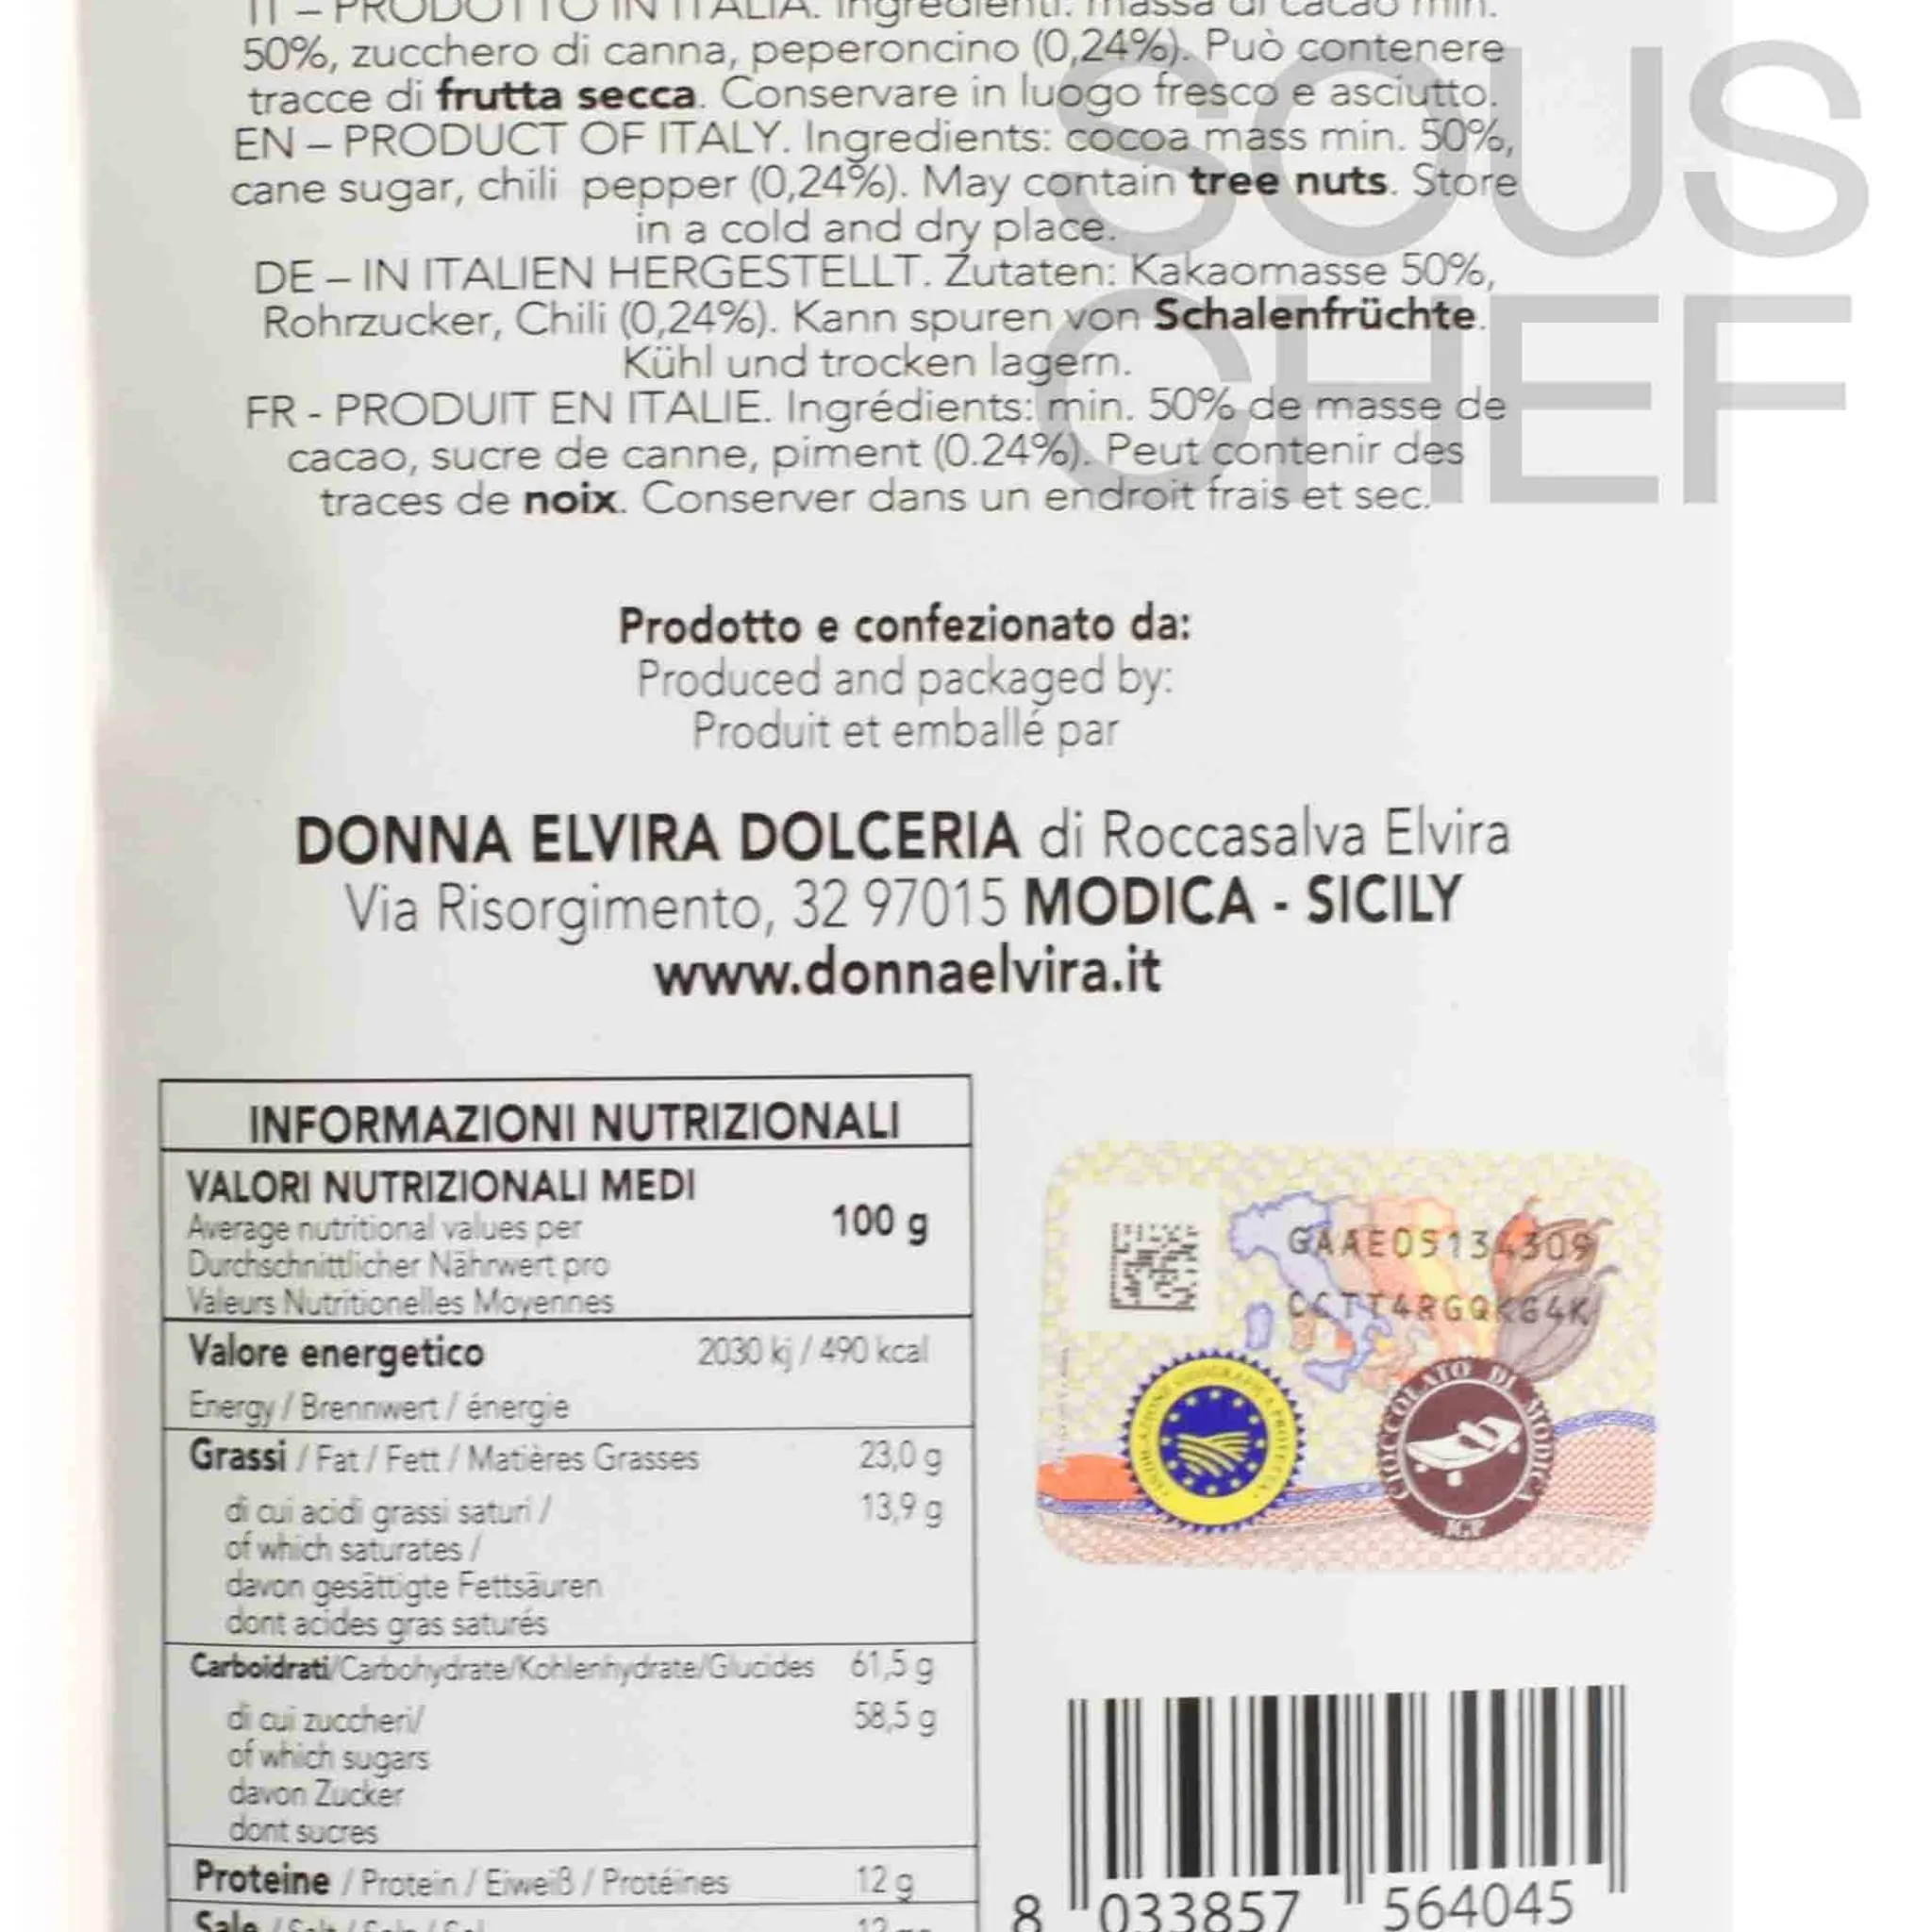 IT – PRODOTTO IN ITALIA. Ingredienti: massa di cacao min.
50%, zucchero di canna, peperoncino (0,24%). Può contenere
tracce di frutta secca. Conservare in luogo fresco e asciutto.
EN – PRODUCT OF ITALY. Ingredients: cocoa mass min. 50%,
cane sugar, chili pepper (0,24%). May contain tree nuts. Store
in a cold and dry place.
DE – IN ITALIEN HERGESTELLT. Zutaten: Kakaomasse 50%,
Rohrzucker, Chili (0,24%). Kann spuren von Schalenfrüchte.
Kühl und trocken lagern.
FR - PRODUIT EN ITALIE. Ingrédients: min. 50% de masse de
cacao, sucre de canne, piment (0.24%). Peut contenir des
traces de noix. Conserver dans un endroit frais et sec.
SOUS
CHEF
Prodotto e confezionato da:
Produced and packaged by:
Produit et emballé par
DONNA ELVIRA DOLCERIA di Roccasalva Elvira
Via Risorgimento, 32 97015 MODICA - SICILY
www.donnaelvira.it
INFORMAZIONI NUTRIZIONALI
VALORI NUTRIZIONALI MEDI 100 g
Average nutritional values per
Durchschnittlicher Nährwert pro
Valeurs Nutritionelles Moyennes
Valore energetico 2030 kj / 490 kcal
Energy / Brennwert / énergie
Grassi / Fat / Fett / Matières Grasses 23,0 g
di cui acidi grassi saturi / 13,9 g
of which saturates /
davon gesättigte Fettsäuren
dont acides gras saturés
Carboidrati/Carbohydrate/Kohlenhydrate/Glucides 61,5 g
di cui zuccheri/ 58,5 g
of which sugars
davon Zucker
dont sucres
Proteine / Protein / Eiweiß / Protéines 12 g
Sale / Salt
GAAE05134309
CCTT4RGQKG4K
INDICAZIONE GEOGRAFICA PROTETTA
CIOCCOLATO DI MODICA
IGP
8 033857 564045